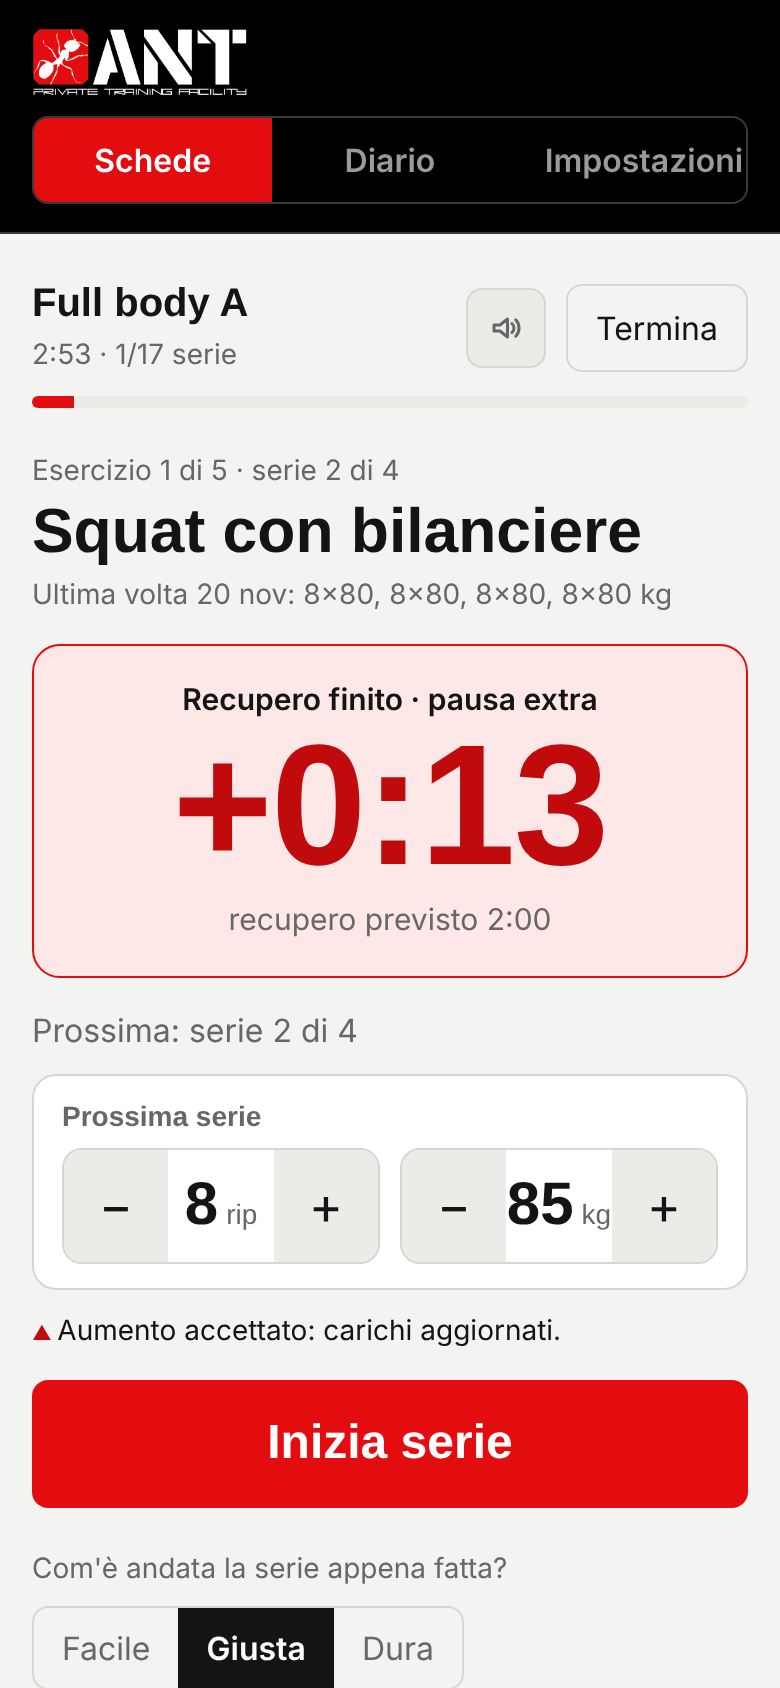 ANT
PRIVATE TRAINING FACILITY
Schede Diario Impostazioni
Full body A
2:53 · 1/17 serie
Termina
Esercizio 1 di 5 · serie 2 di 4
Squat con bilanciere
Ultima volta 20 nov: 8×80, 8×80, 8×80, 8×80 kg
Recupero finito · pausa extra
+0:13
recupero previsto 2:00
Prossima: serie 2 di 4
Prossima serie
− 8 rip + − 85 kg +
▲ Aumento accettato: carichi aggiornati.
Inizia serie
Com'è andata la serie appena fatta?
Facile Giusta Dura